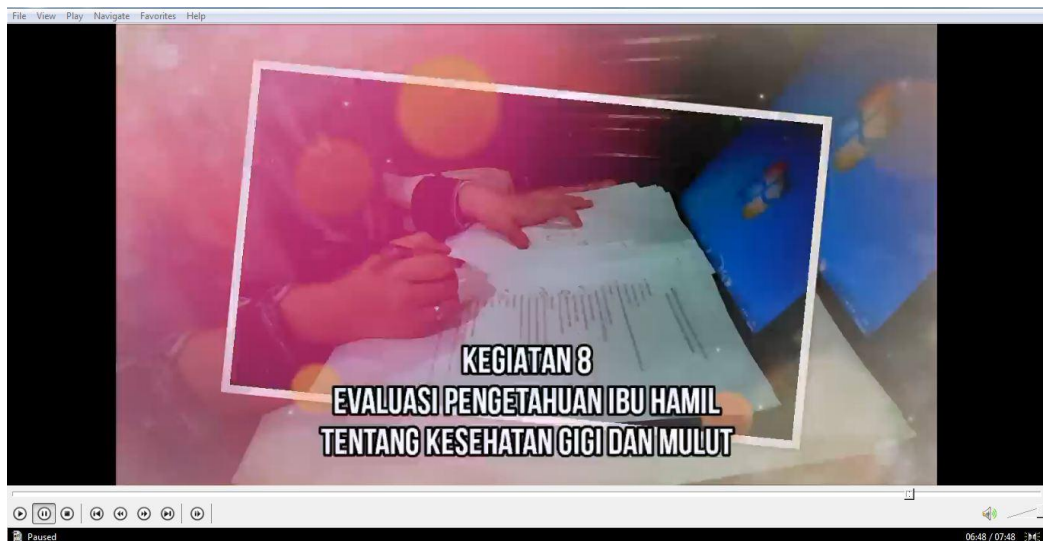 File View Play Navigate Favorites Help
KEGIATAN 8
EVALUASI PENGETAHUAN IBU HAMIL
TENTANG KESEHATAN GIGI DAN MULUT
Paused 06:48 / 07:48